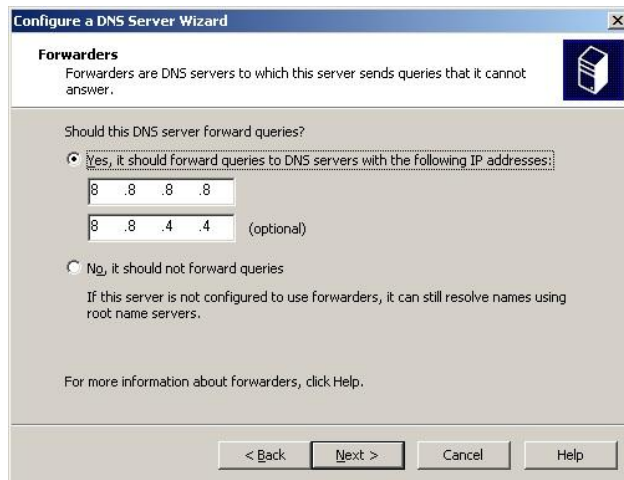 Configure a DNS Server Wizard
Forwarders
Forwarders are DNS servers to which this server sends queries that it cannot
answer.
Should this DNS server forward queries?
Yes, it should forward queries to DNS servers with the following IP addresses:
8 .8 .8 .8
8 .8 .4 .4 (optional)
No, it should not forward queries
If this server is not configured to use forwarders, it can still resolve names using
root name servers.
For more information about forwarders, click Help.
< Back Next > Cancel Help